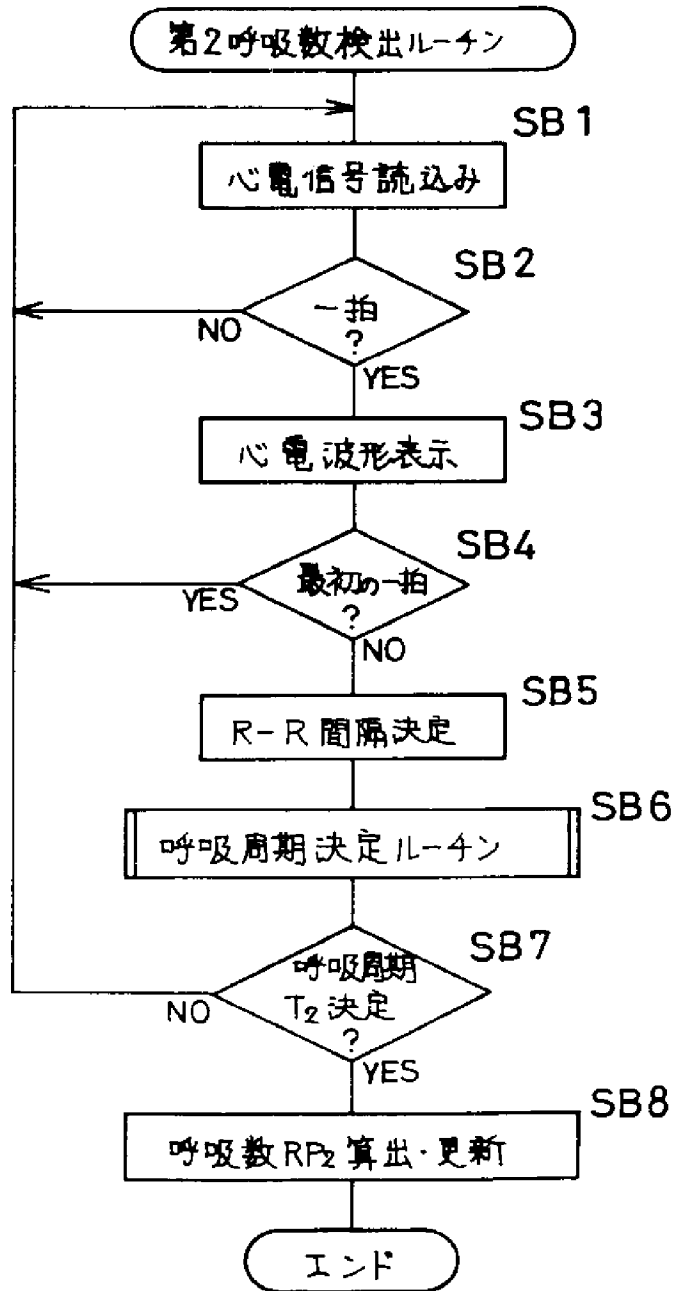 第2呼吸数検出ルーチン
SB1
心電信号読込み
SB2
一拍
?
NO
YES
SB3
心電波形表示
SB4
最初の一拍
?
YES
NO
SB5
R-R間隔決定
SB6
呼吸周期決定ルーチン
SB7
呼吸周期
T₂決定
?
NO
YES
SB8
呼吸数RP₂算出・更新
エンド